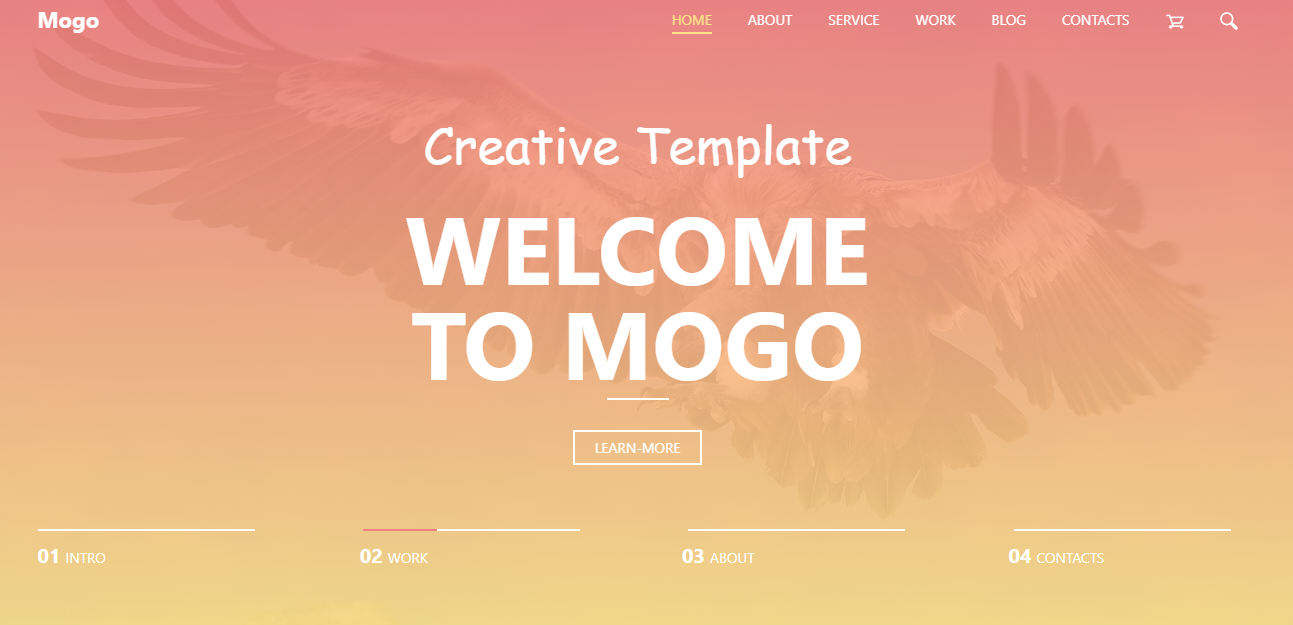 Mogo HOME ABOUT SERVICE WORK BLOG CONTACTS
Creative Template
WELCOME
TO MOGO
LEARN-MORE
01 INTRO 02 WORK 03 ABOUT 04 CONTACTS